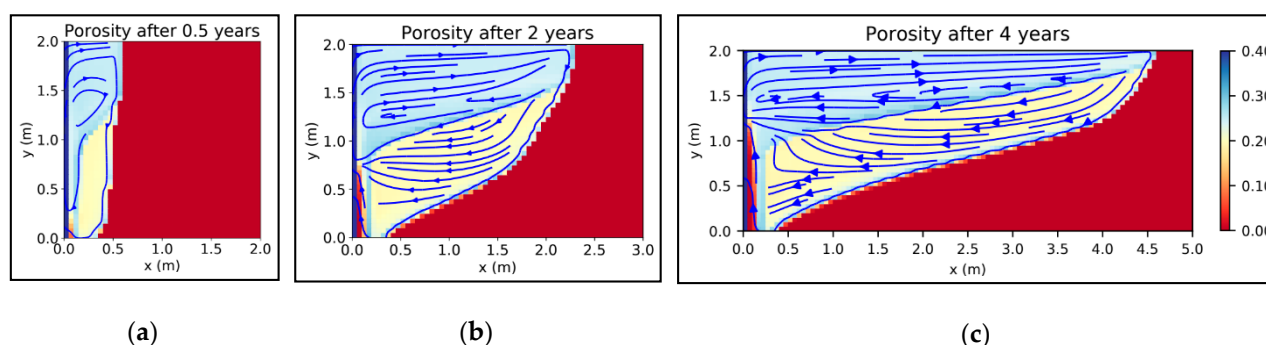 Porosity after 0.5 years
2.0
1.5
1.0
0.5
0.0
y (m)
0.0 0.5 1.0 1.5 2.0
x (m)
(a)
Porosity after 2 years
2.0
1.5
1.0
0.5
0.0
y (m)
0.0 0.5 1.0 1.5 2.0 2.5 3.0
x (m)
(b)
Porosity after 4 years
2.0
1.5
1.0
0.5
0.0
y (m)
0.0 0.5 1.0 1.5 2.0 2.5 3.0 3.5 4.0 4.5 5.0
x (m)
0.40
0.30
0.20
0.10
0.00
(c)